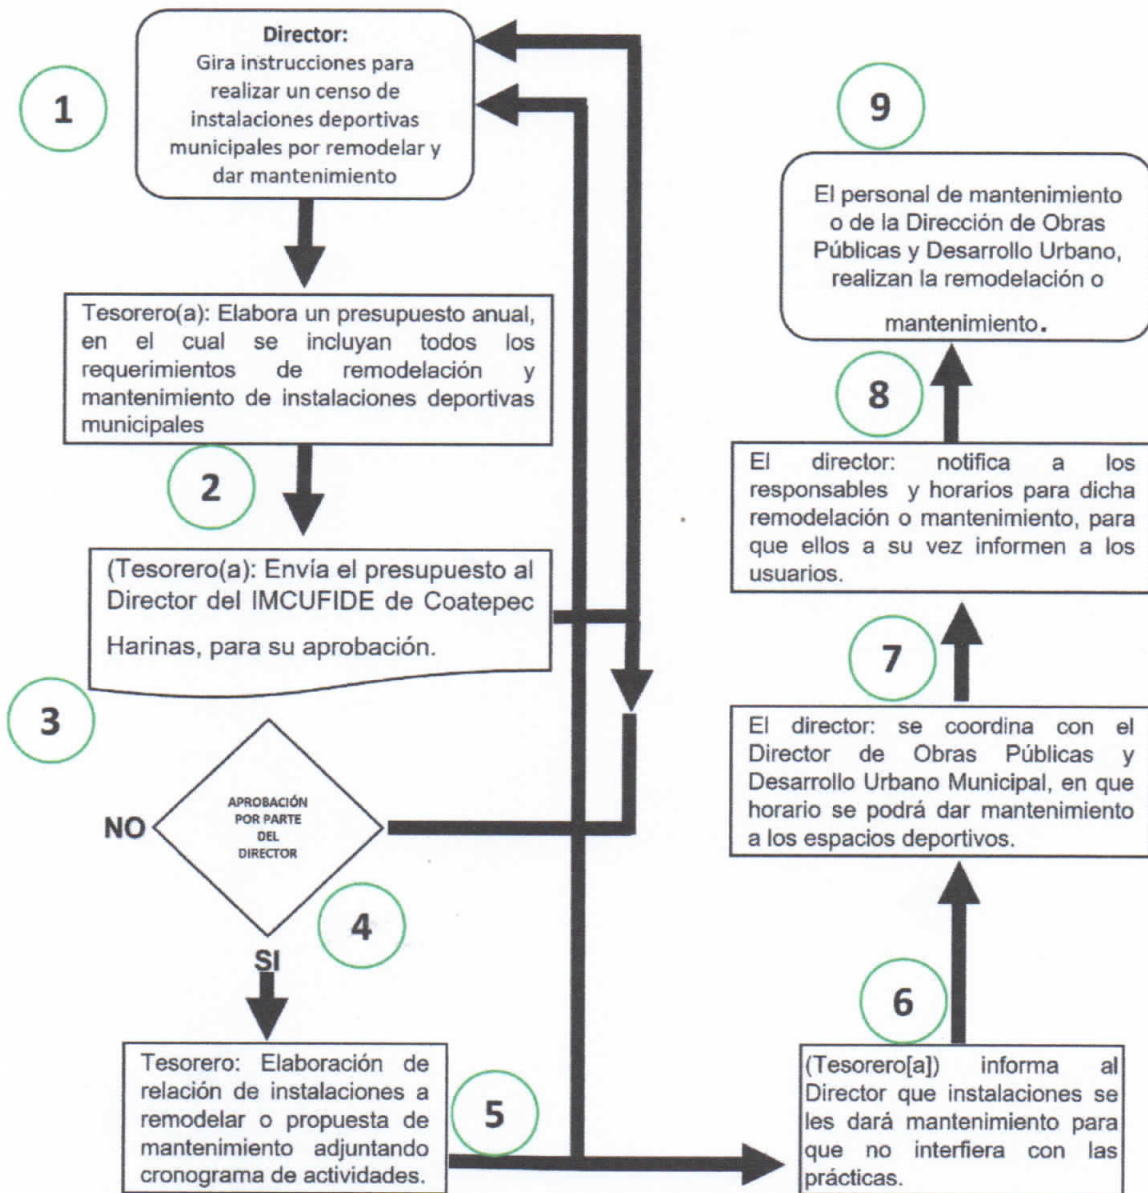 1
Director:
Gira instrucciones para
realizar un censo de
instalaciones deportivas
municipales por remodelar y
dar mantenimiento
Tesorero(a): Elabora un presupuesto anual,
en el cual se incluyan todos los
requerimientos de remodelación y
mantenimiento de instalaciones deportivas
municipales
2
(Tesorero(a): Envía el presupuesto al
Director del IMCUFIDE de Coatepec
Harinas, para su aprobación.
3
APROBACIÓN
POR PARTE
DEL
DIRECTOR
NO
4
SI
Tesorero: Elaboración de
relación de instalaciones a
remodelar o propuesta de
mantenimiento adjuntando
cronograma de actividades.
5
6
(Tesorero[a]) informa al
Director que instalaciones se
les dará mantenimiento para
que no interfiera con las
prácticas.
7
El director: se coordina con el
Director de Obras Públicas y
Desarrollo Urbano Municipal, en que
horario se podrá dar mantenimiento
a los espacios deportivos.
8
El director: notifica a los
responsables y horarios para dicha
remodelación o mantenimiento, para
que ellos a su vez informen a los
usuarios.
9
El personal de mantenimiento
o de la Dirección de Obras
Públicas y Desarrollo Urbano,
realizan la remodelación o
mantenimiento.